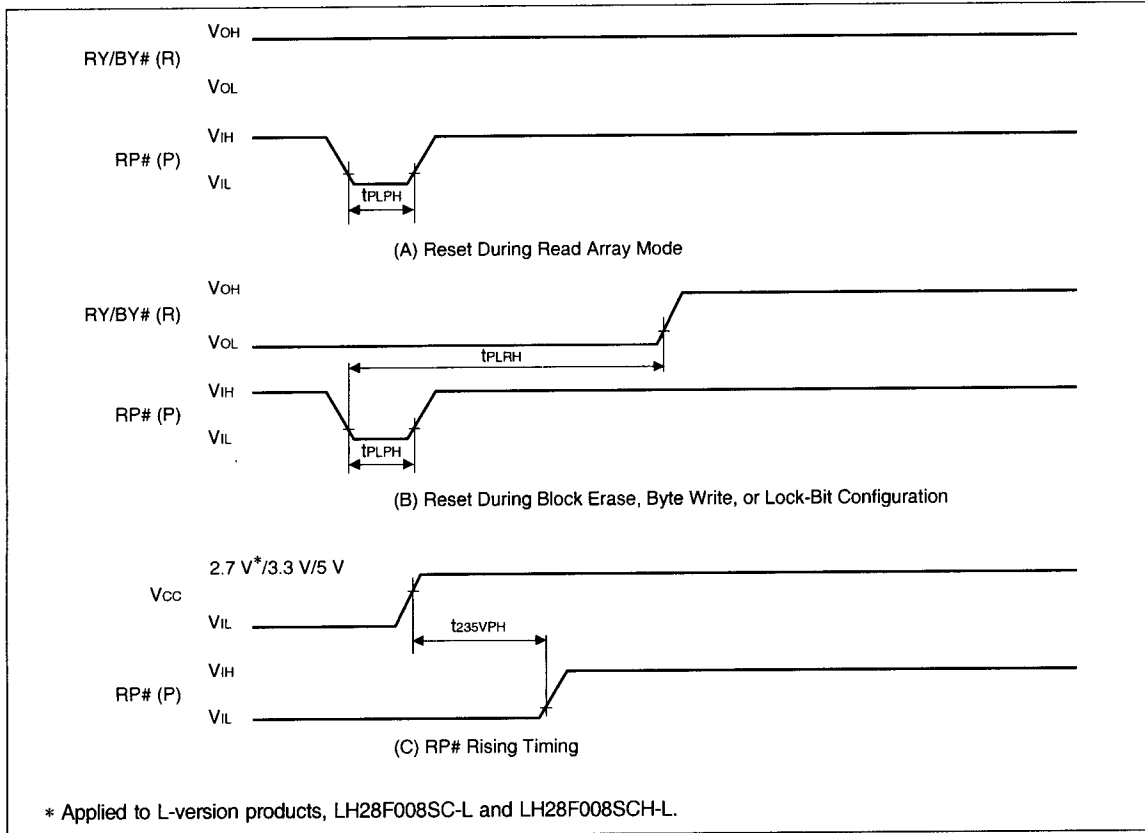 VOH
RY/BY# (R)
VOL
VIH
RP# (P)
VIL
tPLPH
(A) Reset During Read Array Mode
VOH
RY/BY# (R)
VOL
tPLRH
VIH
RP# (P)
VIL
tPLPH
(B) Reset During Block Erase, Byte Write, or Lock-Bit Configuration
2.7 V*/3.3 V/5 V
VCC
VIL
t235VPH
VIH
RP# (P)
VIL
(C) RP# Rising Timing
* Applied to L-version products, LH28F008SC-L and LH28F008SCH-L.